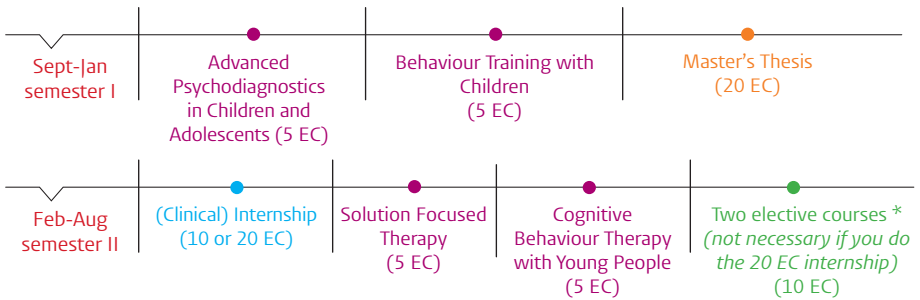 Sept-Jan
semester I
Advanced
Psychodiagnostics
in Children and
Adolescents (5 EC)
Behaviour Training with
Children
(5 EC)
Master's Thesis
(20 EC)
Feb-Aug
semester II
(Clinical) Internship
(10 or 20 EC)
Solution Focused
Therapy
(5 EC)
Cognitive
Behaviour Therapy
with Young People
(5 EC)
Two elective courses *
(not necessary if you do
the 20 EC internship)
(10 EC)